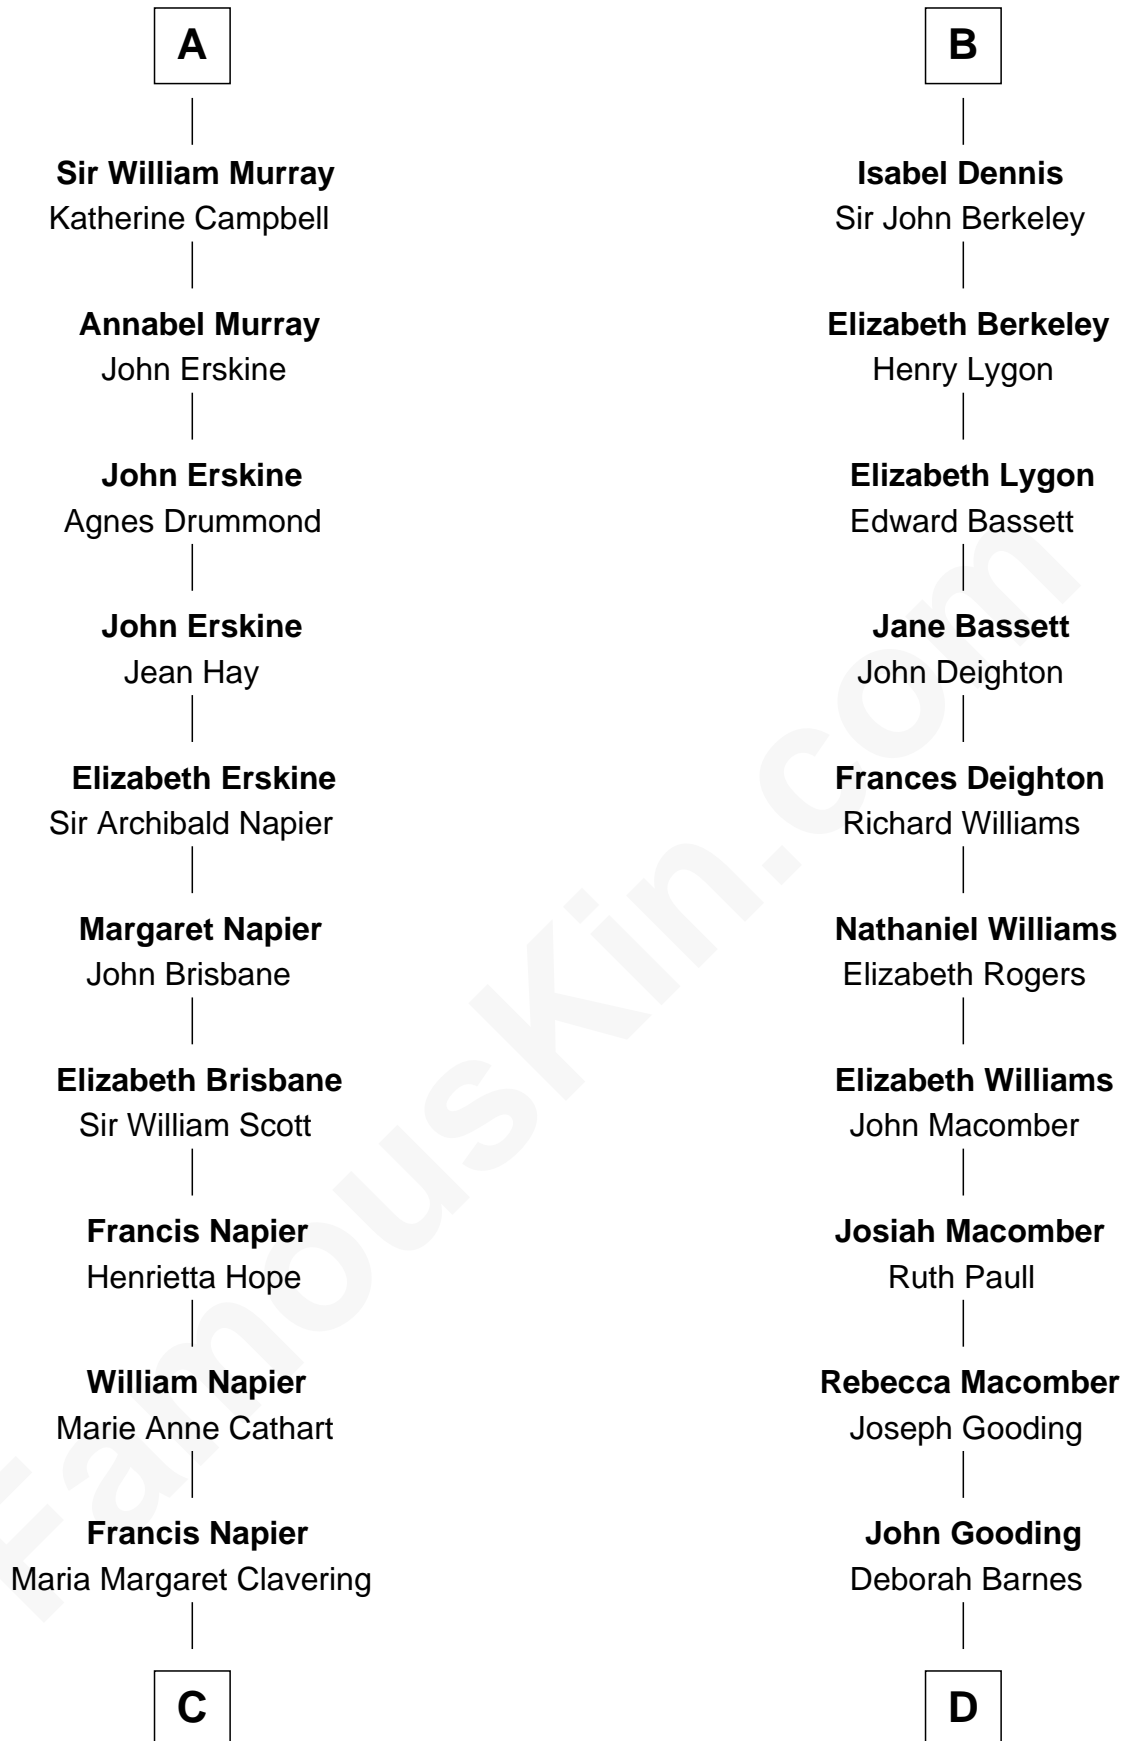 A
Sir William Murray
Katherine Campbell
Annabel Murray
John Erskine
John Erskine
Agnes Drummond
John Erskine
Jean Hay
Elizabeth Erskine
Sir Archibald Napier
Margaret Napier
John Brisbane
Elizabeth Brisbane
Sir William Scott
Francis Napier
Henrietta Hope
William Napier
Marie Anne Cathart
Francis Napier
Maria Margaret Clavering
C
B
Isabel Dennis
Sir John Berkeley
Elizabeth Berkeley
Henry Lygon
Elizabeth Lygon
Edward Bassett
Jane Bassett
John Deighton
Frances Deighton
Richard Williams
Nathaniel Williams
Elizabeth Rogers
Elizabeth Williams
John Macomber
Josiah Macomber
Ruth Paull
Rebecca Macomber
Joseph Gooding
John Gooding
Deborah Barnes
D
FamousKin.com